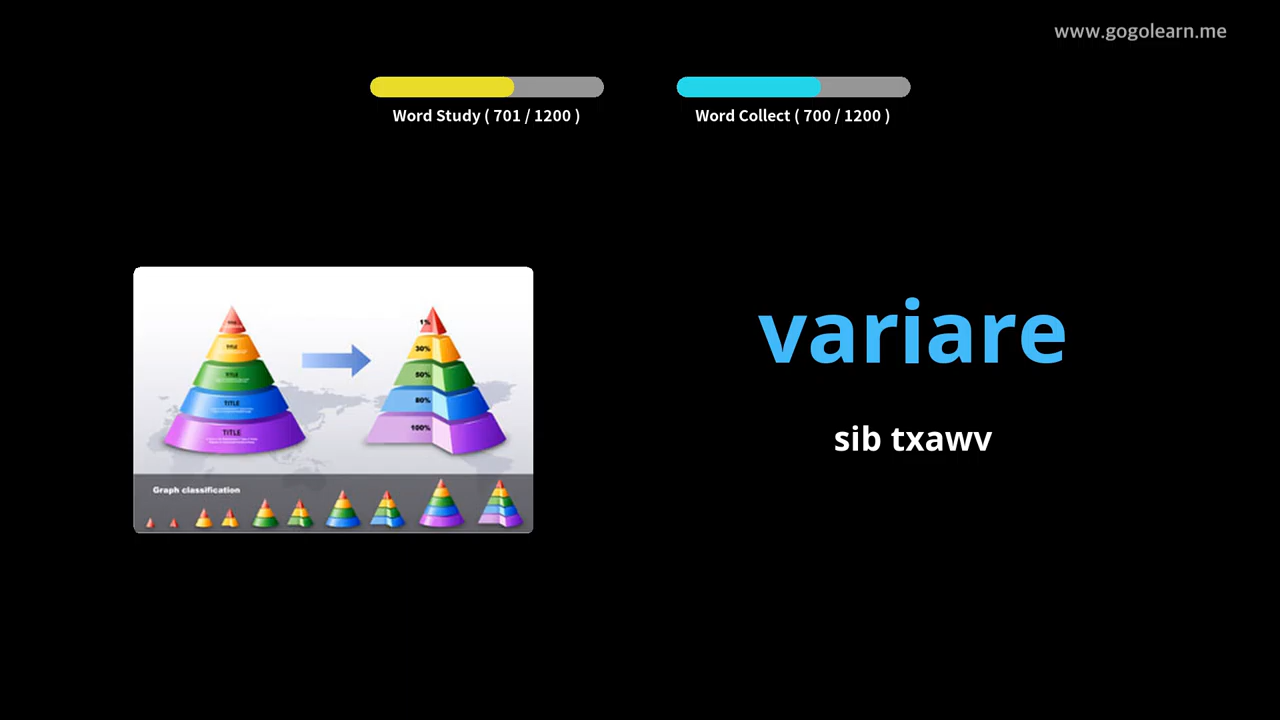 www.gogolearn.me
Word Study ( 701 / 1200 )
Word Collect ( 700 / 1200 )
variare
sib txawv
TITLE
TITLE
TITLE
TITLE
1%
30%
50%
80%
100%
Graph classification